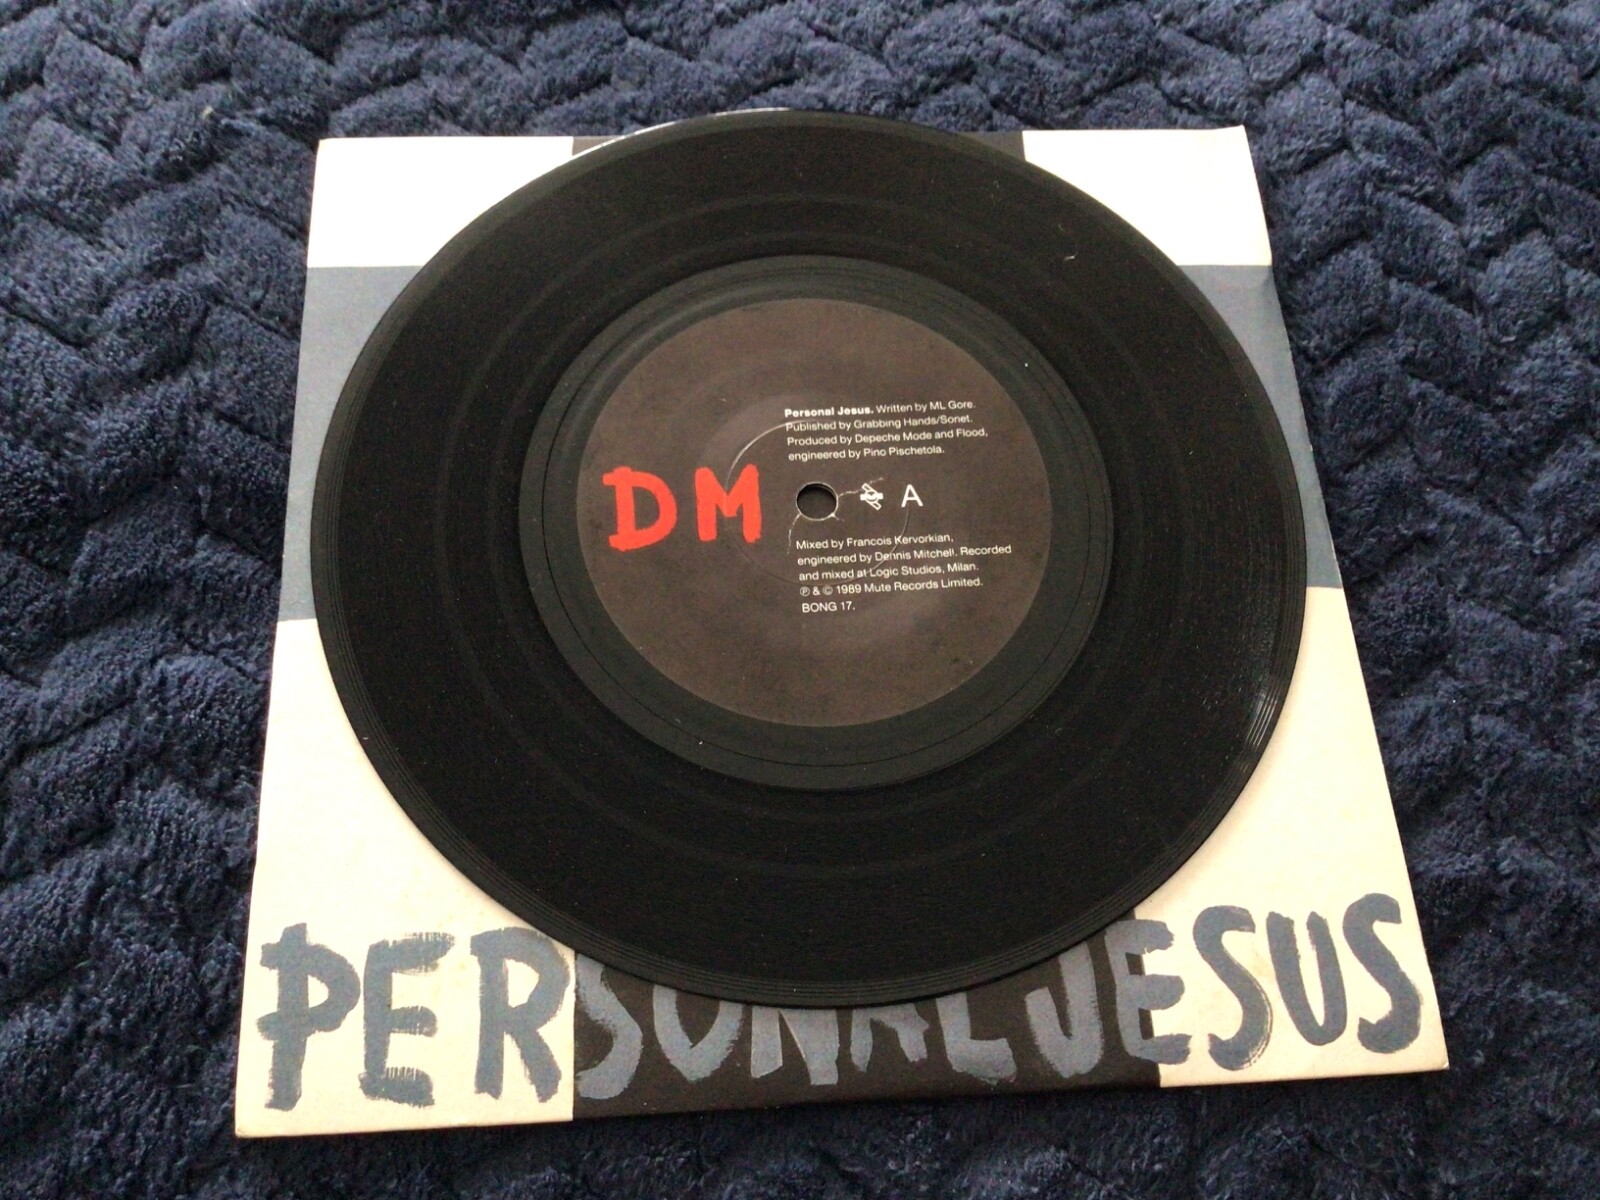 Personal Jesus. Written by ML Gore.
Published by Grabbing Hands/Sonet.
Produced by Depeche Mode and Flood,
engineered by Pino Pischetola.
DM
A
Mixed by Francois Kervorkian,
engineered by Dennis Mitchell. Recorded
and mixed at Logic Studios, Milan.
℗ & © 1989 Mute Records Limited.
BONG 17.
PERSONAL JESUS